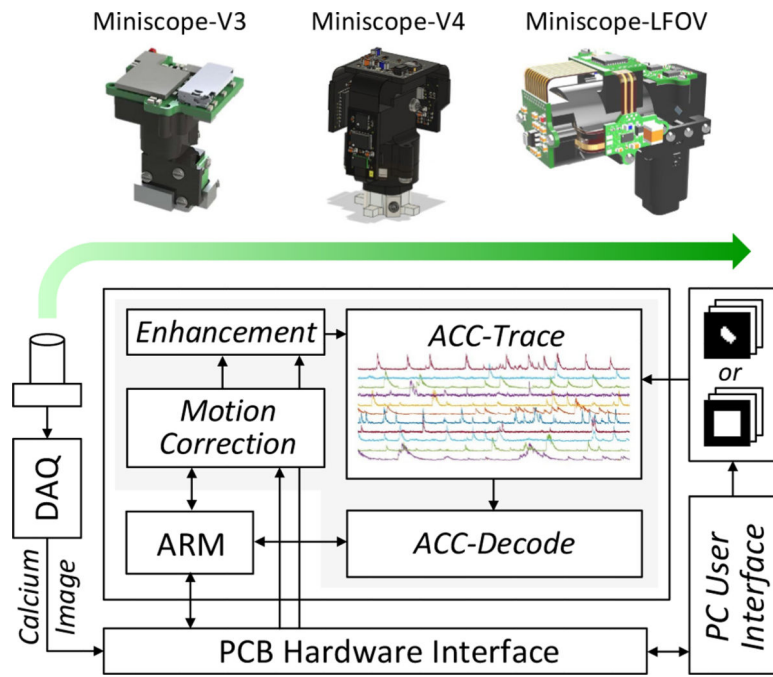 Miniscope-V3 Miniscope-V4 Miniscope-LFOV
Enhancement
ACC-Trace
Motion
Correction
or
DAQ
ARM
ACC-Decode
Calcium
Image
PC User
Interface
PCB Hardware Interface